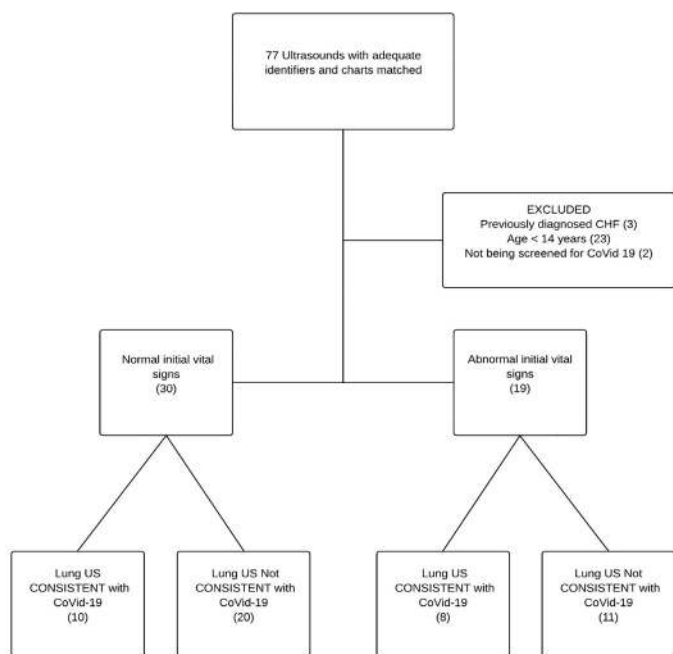 77 Ultrasounds with adequate
identifiers and charts matched
EXCLUDED
Previously diagnosed CHF (3)
Age < 14 years (23)
Not being screened for CoVid 19 (2)
Normal initial vital
signs
(30)
Abnormal initial vital
signs
(19)
Lung US
CONSISTENT with
CoVid-19
(10)
Lung US Not
CONSISTENT with
CoVid-19
(20)
Lung US
CONSISTENT with
CoVid-19
(8)
Lung US Not
CONSISTENT with
CoVid-19
(11)